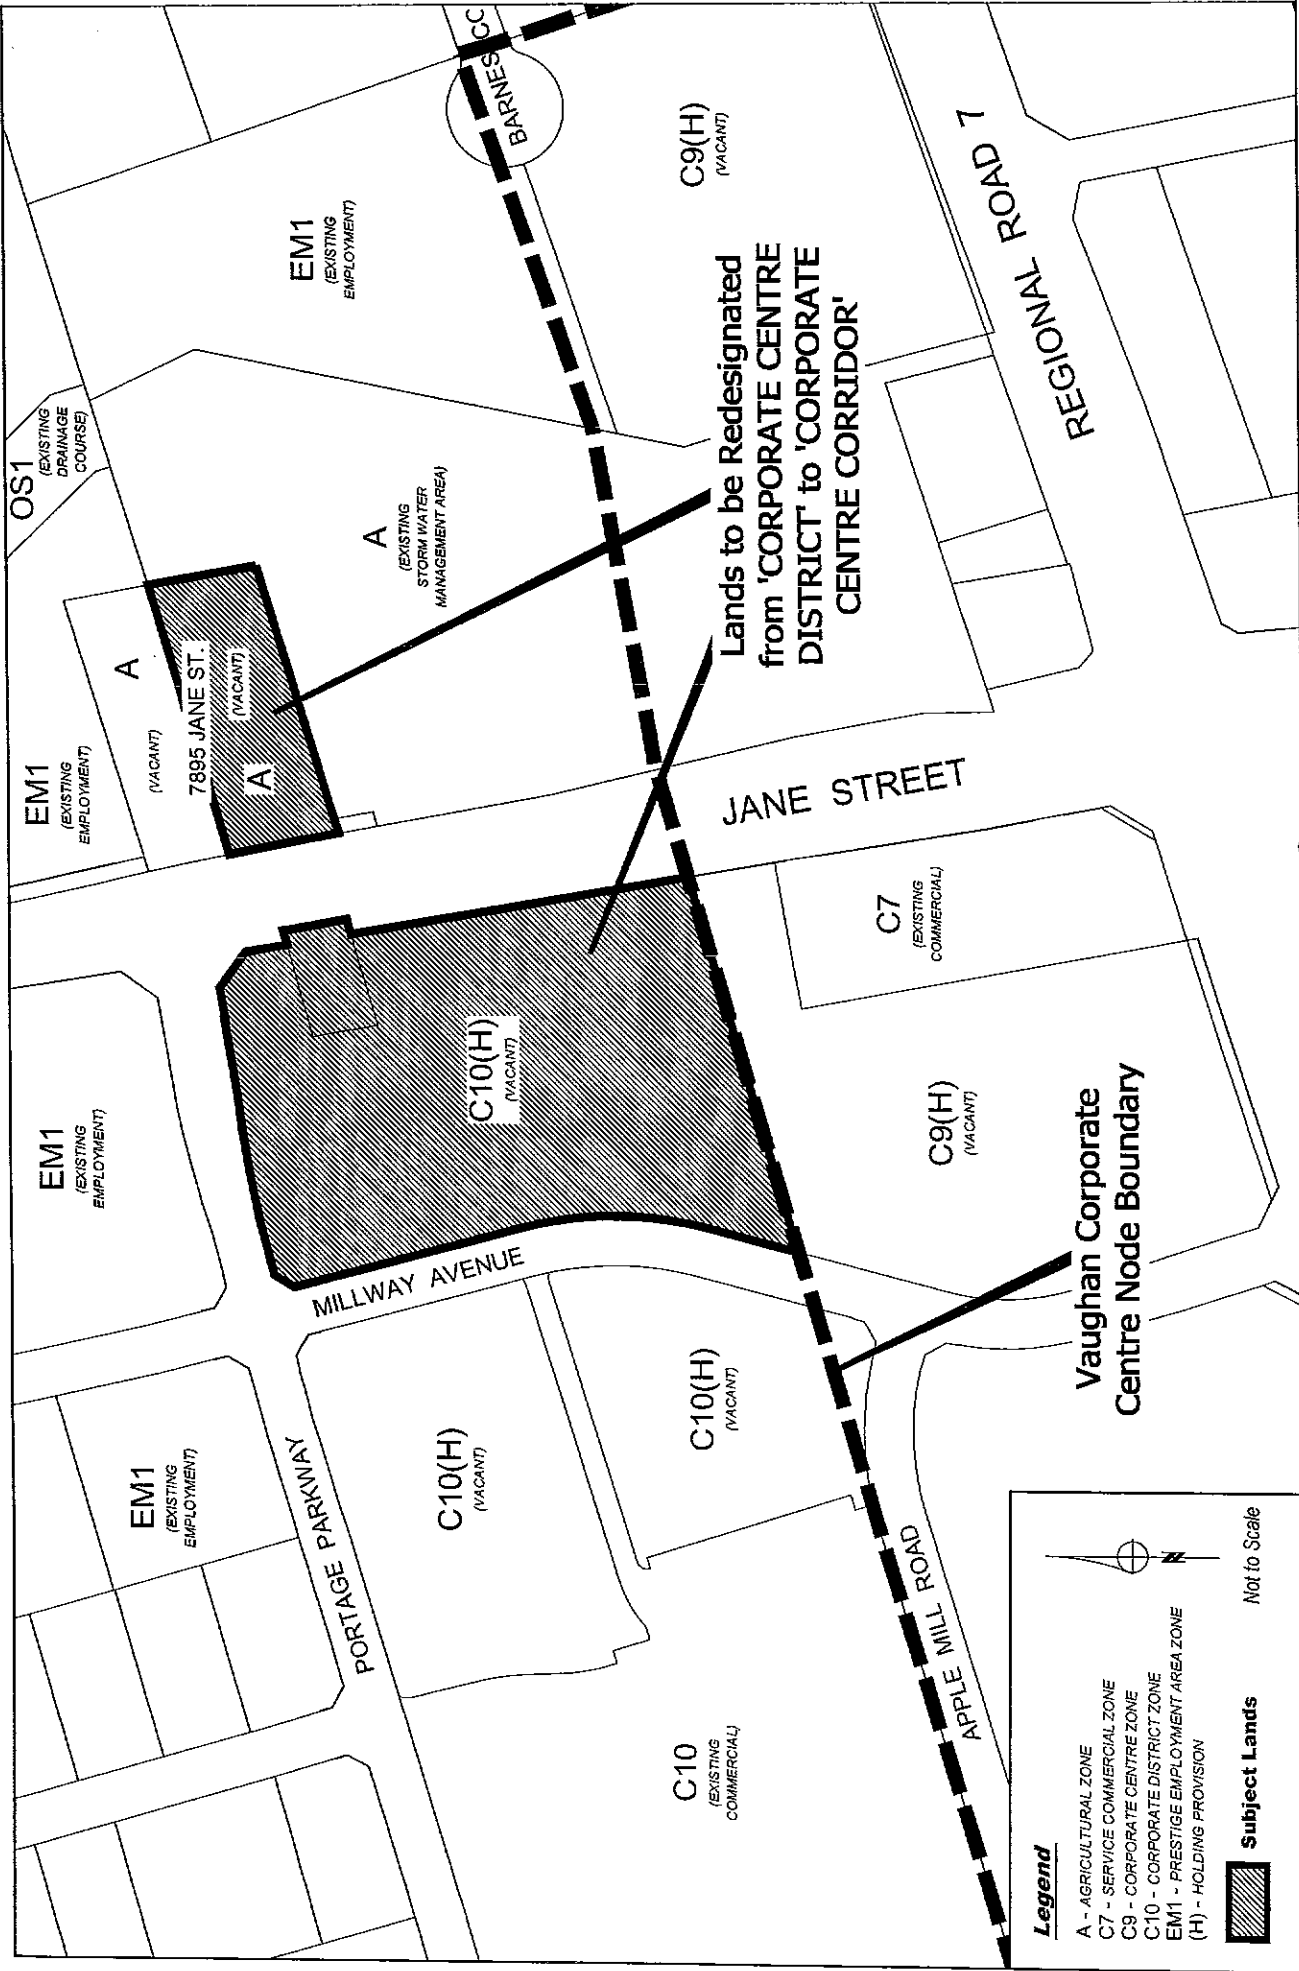 OS1
(EXISTING
DRAINAGE
COURSE)
EM1
(EXISTING
EMPLOYMENT)
A
(VACANT)
7895 JANE ST.
(VACANT)
A
A
(EXISTING
STORM WATER
MANAGEMENT AREA)
EM1
(EXISTING
EMPLOYMENT)
BARNES CO
C9(H)
(VACANT)
REGIONAL ROAD 7
Lands to be Redesignated
from 'CORPORATE CENTRE
DISTRICT' to 'CORPORATE
CENTRE CORRIDOR'
JANE STREET
C7
(EXISTING
COMMERCIAL)
C10(H)
(VACANT)
EM1
(EXISTING
EMPLOYMENT)
MILLWAY AVENUE
C9(H)
(VACANT)
Vaughan Corporate
Centre Node Boundary
EM1
(EXISTING
EMPLOYMENT)
PORTAGE PARKWAY
C10(H)
(VACANT)
C10(H)
(VACANT)
APPLE MILL ROAD
C10
(EXISTING
COMMERCIAL)
Legend
A - AGRICULTURAL ZONE
C7 - SERVICE COMMERCIAL ZONE
C9 - CORPORATE CENTRE ZONE
C10 - CORPORATE DISTRICT ZONE
EM1 - PRESTIGE EMPLOYMENT AREA ZONE
(H) - HOLDING PROVISION
Subject Lands
N
Not to Scale